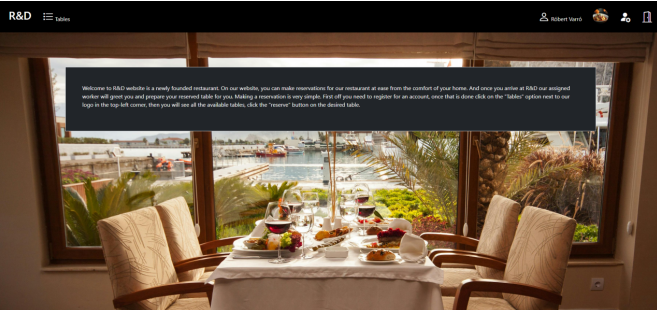 R&D
Tables
Róbert Varró
Welcome to R&D website is a newly founded restaurant. On our website, you can make reservations for our restaurant at ease from the comfort of your home. And once you arrive at R&D our assigned
worker will greet you and prepare your reserved table for you. Making a reservation is very simple. First off you need to register for an account, once that is done click on the "Tables" option next to our
logo in the top-left corner, then you will see all the available tables, click the "reserve" button on the desired table.